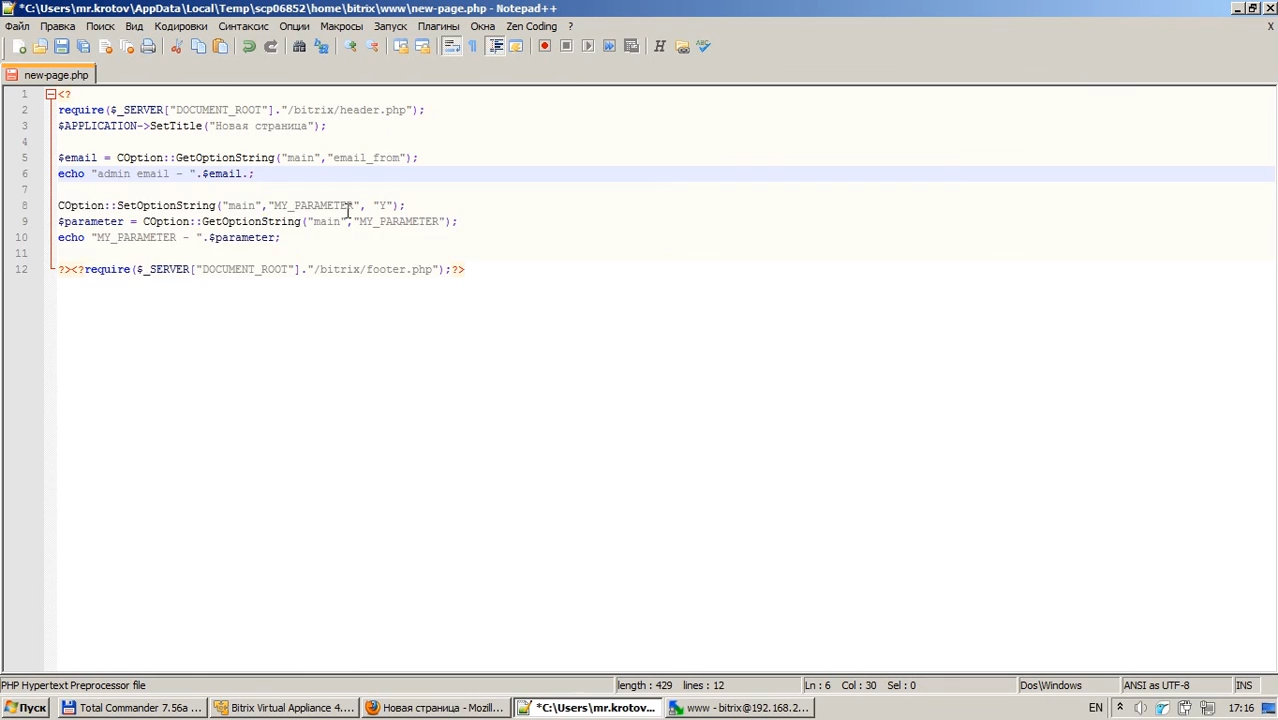 *C:\Users\mr.krotov\AppData\Local\Temp\scp06852\home\bitrix\www\new-page.php - Notepad++
Файл Правка Поиск Вид Кодировки Синтаксис Опции Макросы Запуск Плагины Окна Zen Coding ? X
new-page.php
1 <?
2 require($_SERVER["DOCUMENT_ROOT"]."/bitrix/header.php");
3 $APPLICATION->SetTitle("Новая страница");
4
5 $email = COption::GetOptionString("main","email_from");
6 echo "admin email - ".$email.;
7
8 COption::SetOptionString("main","MY_PARAMETER", "Y");
9 $parameter = COption::GetOptionString("main","MY_PARAMETER");
10 echo "MY_PARAMETER - ".$parameter;
11
12 ?><?require($_SERVER["DOCUMENT_ROOT"]."/bitrix/footer.php");?>
PHP Hypertext Preprocessor file length : 429 lines : 12 Ln : 6 Col : 30 Sel : 0 Dos\Windows ANSI as UTF-8 INS
Пуск Total Commander 7.56a ... Bitrix Virtual Appliance 4.... Новая страница - Mozil... *C:\Users\mr.krotov... www - bitrix@192.168.2... EN 17:16